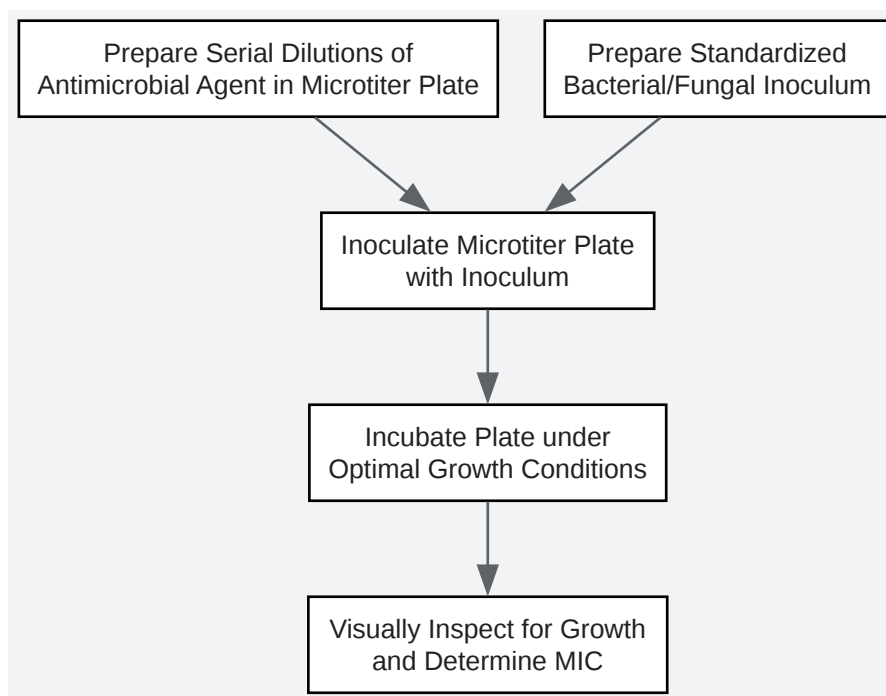 Prepare Serial Dilutions of
Antimicrobial Agent in Microtiter Plate
Prepare Standardized
Bacterial/Fungal Inoculum
Inoculate Microtiter Plate
with Inoculum
Incubate Plate under
Optimal Growth Conditions
Visually Inspect for Growth
and Determine MIC